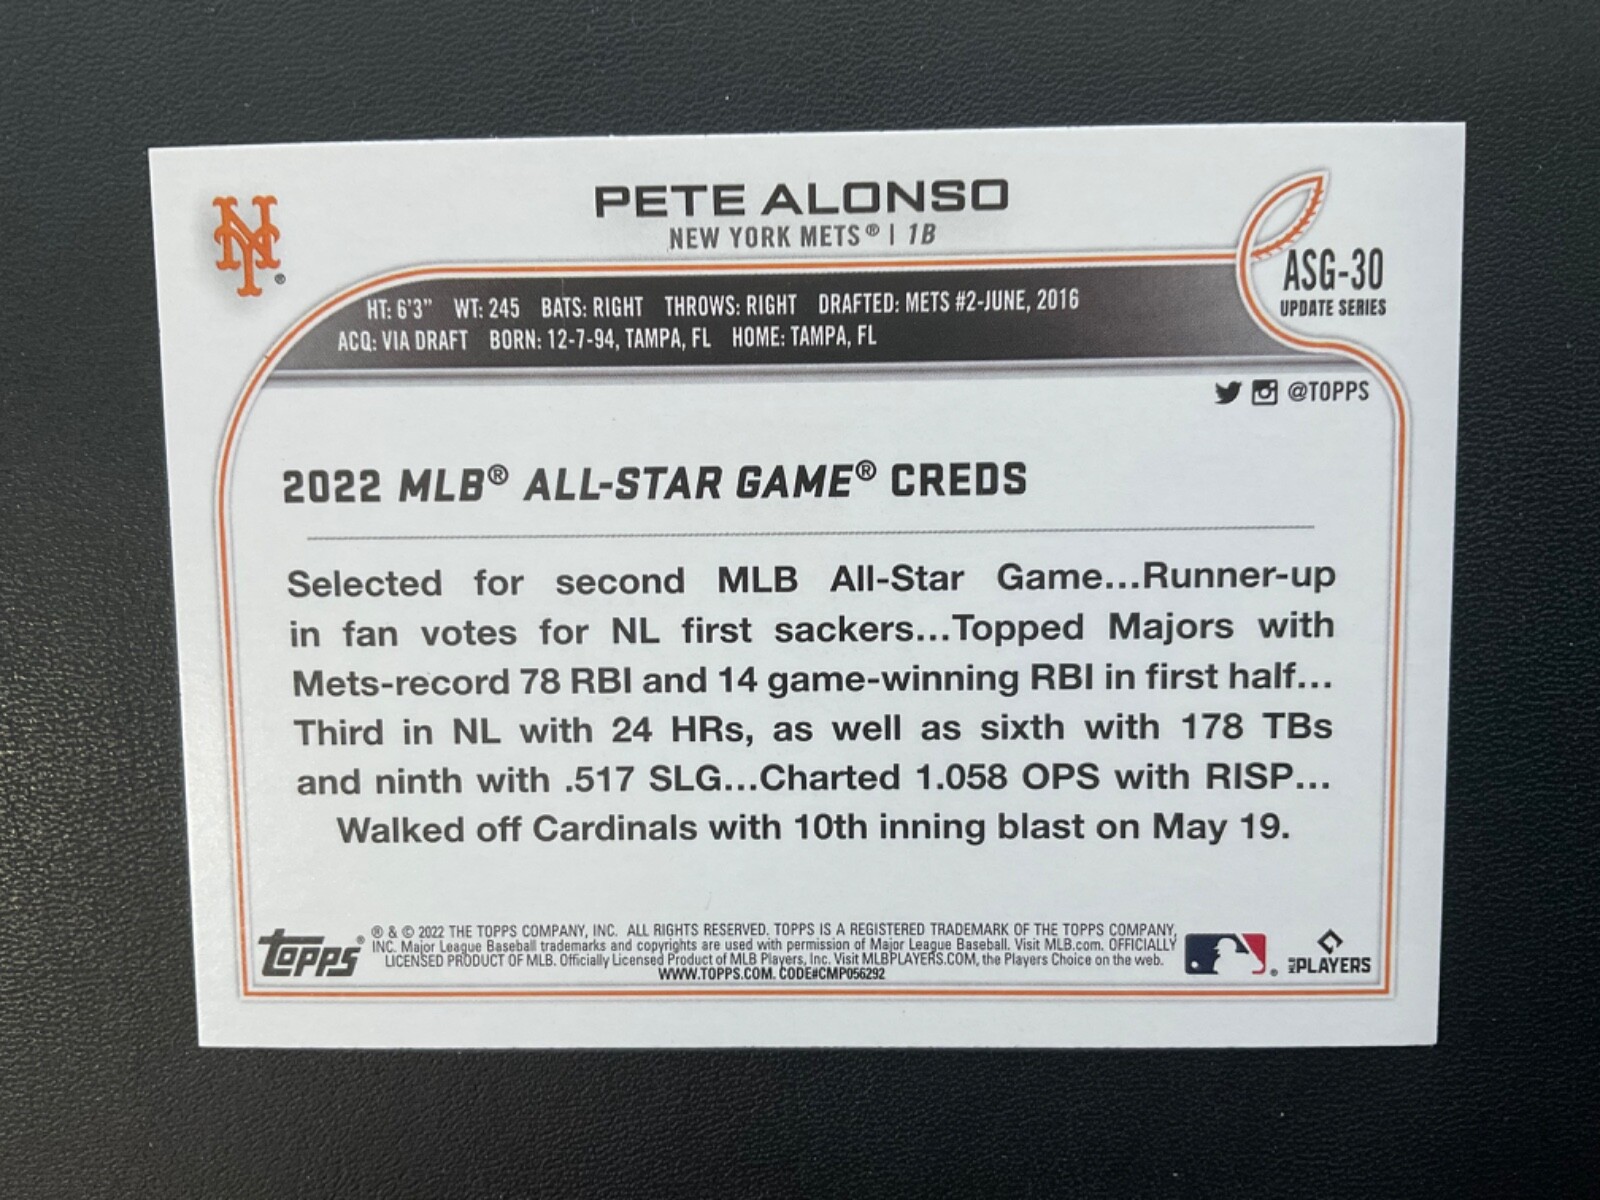 PETE ALONSO
NEW YORK METS® | 1B
NY®
ASG-30
UPDATE SERIES
HT: 6'3" WT: 245 BATS: RIGHT THROWS: RIGHT DRAFTED: METS #2-JUNE, 2016
ACQ: VIA DRAFT BORN: 12-7-94, TAMPA, FL HOME: TAMPA, FL
@TOPPS
2022 MLB® ALL-STAR GAME® CREDS
Selected for second MLB All-Star Game...Runner-up
in fan votes for NL first sackers...Topped Majors with
Mets-record 78 RBI and 14 game-winning RBI in first half...
Third in NL with 24 HRs, as well as sixth with 178 TBs
and ninth with .517 SLG...Charted 1.058 OPS with RISP...
Walked off Cardinals with 10th inning blast on May 19.
topps®
® & © 2022 THE TOPPS COMPANY, INC. ALL RIGHTS RESERVED. TOPPS IS A REGISTERED TRADEMARK OF THE TOPPS COMPANY,
INC. Major League Baseball trademarks and copyrights are used with permission of Major League Baseball. Visit MLB.com. OFFICIALLY
LICENSED PRODUCT OF MLB. Officially Licensed Product of MLB Players, Inc. Visit MLBPLAYERS.COM, the Players Choice on the web.
WWW.TOPPS.COM. CODE#CMP056292
MLB PLAYERS